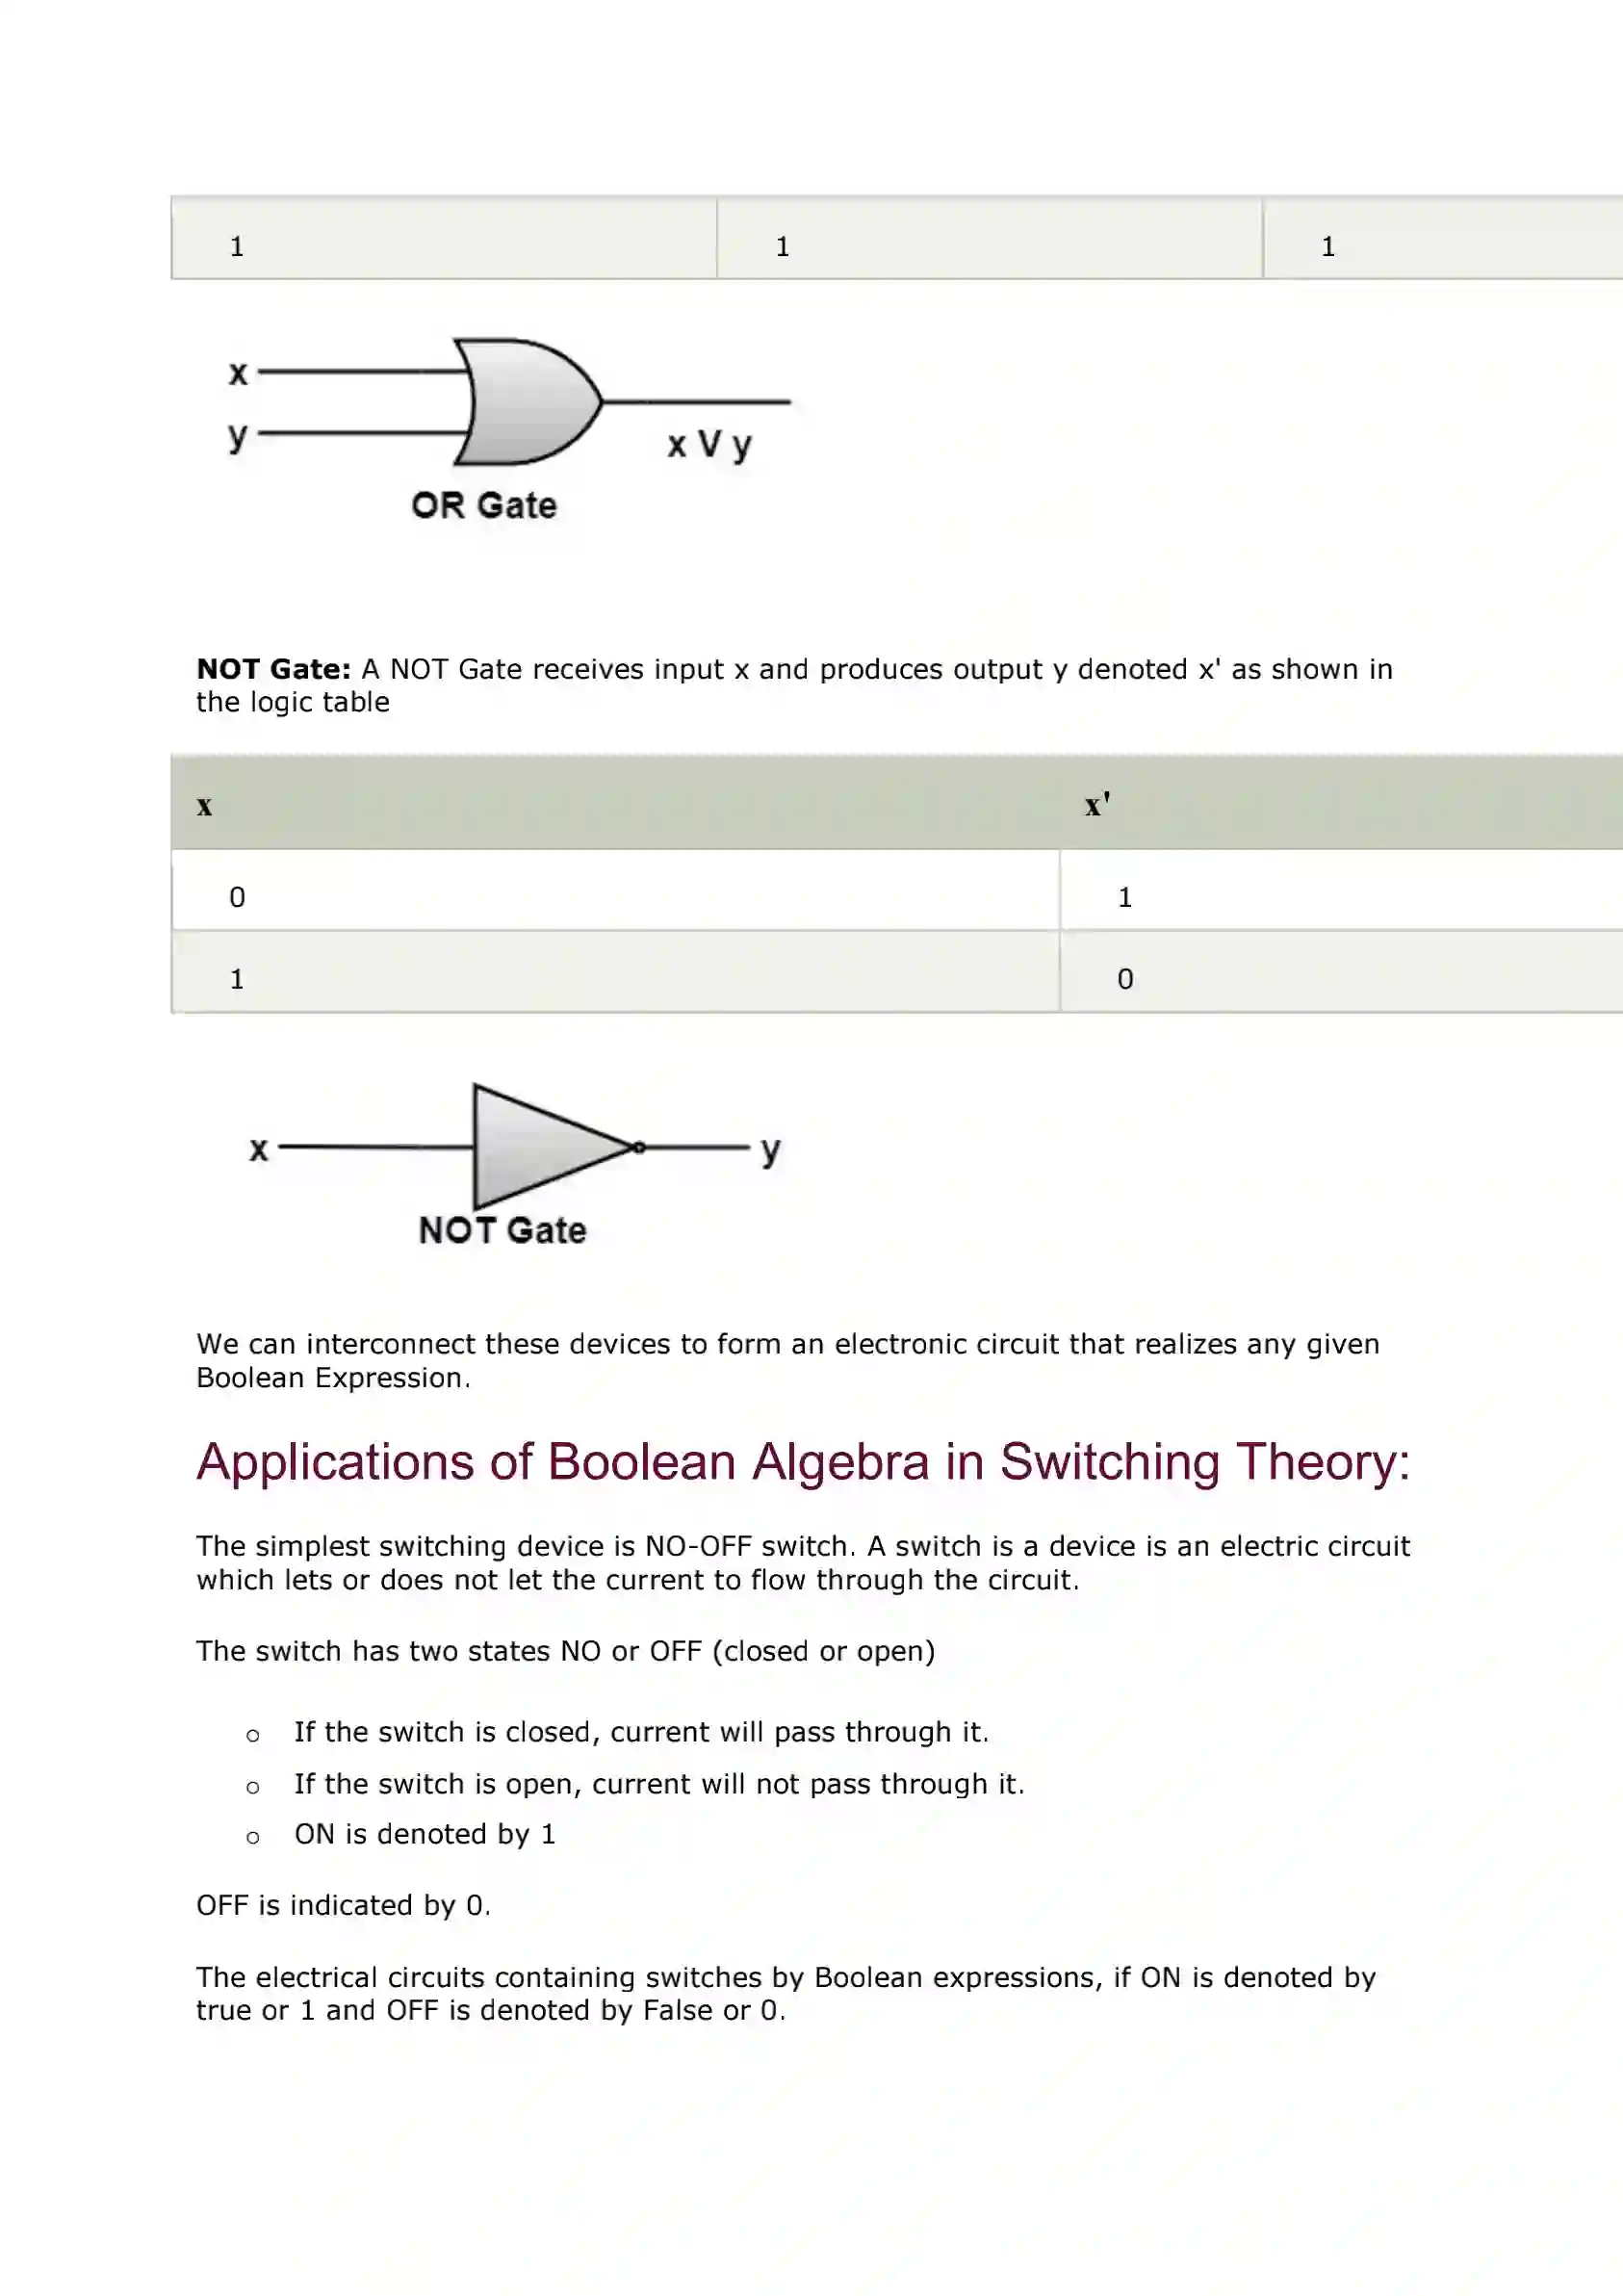 1 1 1
x
y
x V y
OR Gate
NOT Gate: A NOT Gate receives input x and produces output y denoted x' as shown in
the logic table
x x'
0 1
1 0
x y
NOT Gate
We can interconnect these devices to form an electronic circuit that realizes any given
Boolean Expression.
Applications of Boolean Algebra in Switching Theory:
The simplest switching device is NO-OFF switch. A switch is a device is an electric circuit
which lets or does not let the current to flow through the circuit.
The switch has two states NO or OFF (closed or open)
o If the switch is closed, current will pass through it.
o If the switch is open, current will not pass through it.
o ON is denoted by 1
OFF is indicated by 0.
The electrical circuits containing switches by Boolean expressions, if ON is denoted by
true or 1 and OFF is denoted by False or 0.